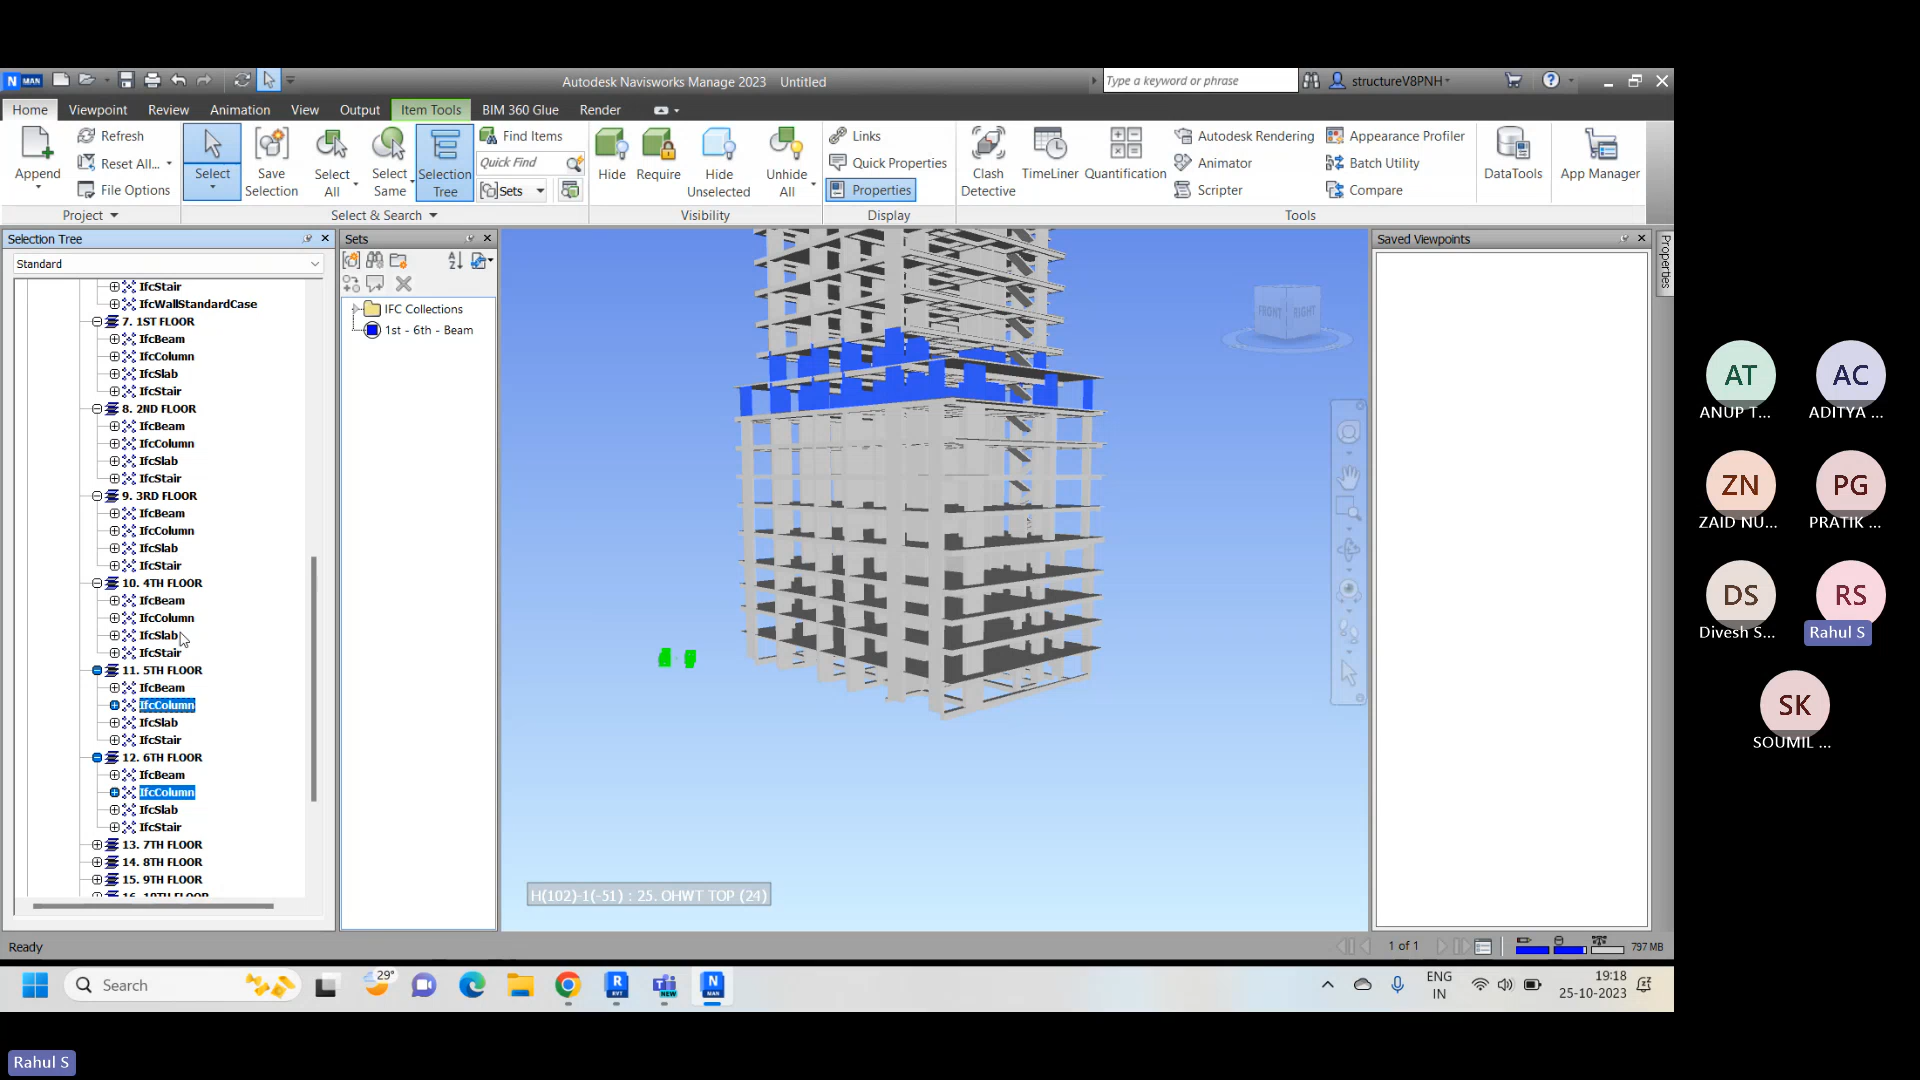 N MAN
Autodesk Navisworks Manage 2023 Untitled
Type a keyword or phrase
structureV8PNH
Home
Viewpoint
Review
Animation
View
Output
Item Tools
BIM 360 Glue
Render
Append
Refresh
Reset All...
File Options
Project
Select
Save
Selection
Select
All
Select
Same
Selection
Tree
Find Items
Quick Find
Sets
Select & Search
Hide
Require
Hide
Unselected
Unhide
All
Visibility
Links
Quick Properties
Properties
Display
Clash
Detective
TimeLiner
Quantification
Autodesk Rendering
Animator
Scripter
Appearance Profiler
Batch Utility
Compare
Tools
DataTools
App Manager
Selection Tree
Standard
IfcStair
IfcWallStandardCase
7. 1ST FLOOR
IfcBeam
IfcColumn
IfcSlab
IfcStair
8. 2ND FLOOR
IfcBeam
IfcColumn
IfcSlab
IfcStair
9. 3RD FLOOR
IfcBeam
IfcColumn
IfcSlab
IfcStair
10. 4TH FLOOR
IfcBeam
IfcColumn
IfcSlab
IfcStair
11. 5TH FLOOR
IfcBeam
IfcColumn
IfcSlab
IfcStair
12. 6TH FLOOR
IfcBeam
IfcColumn
IfcSlab
IfcStair
13. 7TH FLOOR
14. 8TH FLOOR
15. 9TH FLOOR
16. 10TH FLOOR
Sets
IFC Collections
1st - 6th - Beam
FRONT
RIGHT
H(102)-1(-51) : 25. OHWT TOP (24)
Saved Viewpoints
Properties
Ready
1 of 1
797 MB
Search
29°
ENG
IN
19:18
25-10-2023
AT
ANUP T...
AC
ADITYA ...
ZN
ZAID NU...
PG
PRATIK ...
DS
Divesh S...
RS
Rahul S
SK
SOUMIL ...
Rahul S